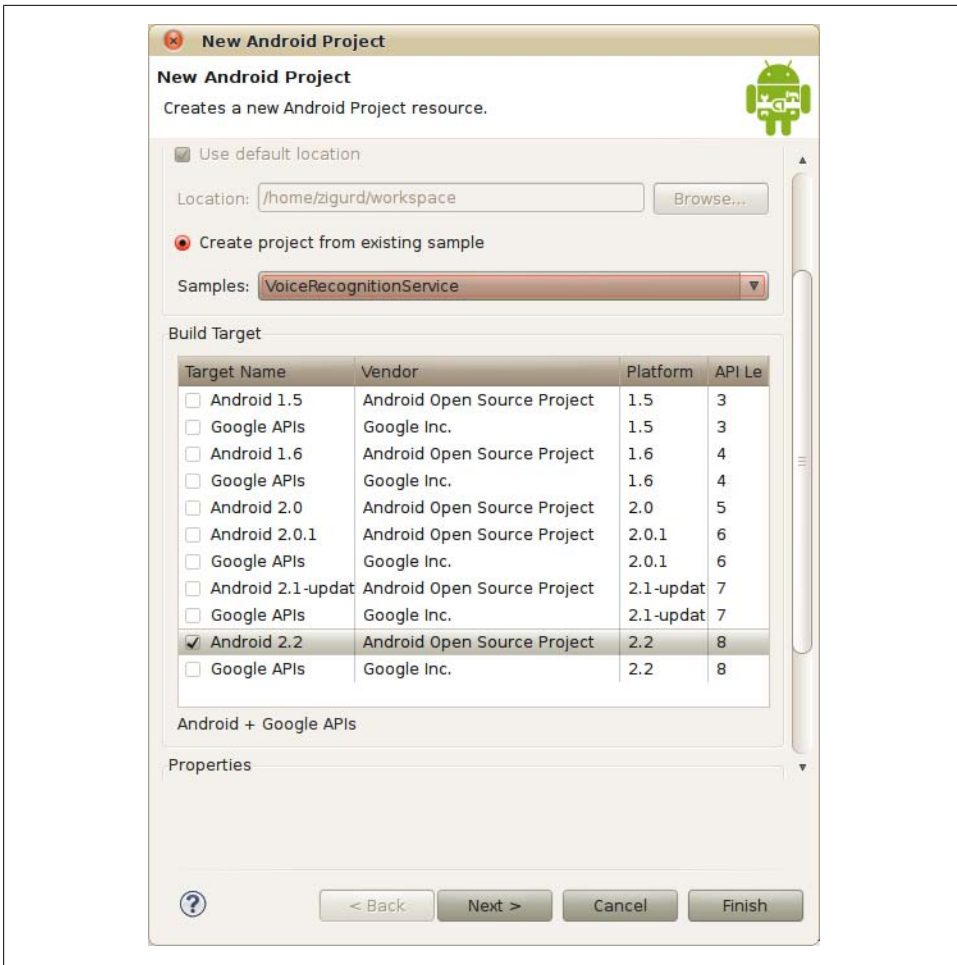 New Android Project
New Android Project
Creates a new Android Project resource.
Use default location
Location: /home/zigurd/workspace Browse...
Create project from existing sample
Samples: VoiceRecognitionService
Build Target
Target Name Vendor Platform API Le
Android 1.5 Android Open Source Project 1.5 3
Google APIs Google Inc. 1.5 3
Android 1.6 Android Open Source Project 1.6 4
Google APIs Google Inc. 1.6 4
Android 2.0 Android Open Source Project 2.0 5
Android 2.0.1 Android Open Source Project 2.0.1 6
Google APIs Google Inc. 2.0.1 6
Android 2.1-updat Android Open Source Project 2.1-updat 7
Google APIs Google Inc. 2.1-updat 7
Android 2.2 Android Open Source Project 2.2 8
Google APIs Google Inc. 2.2 8
Android + Google APIs
Properties
? < Back Next > Cancel Finish